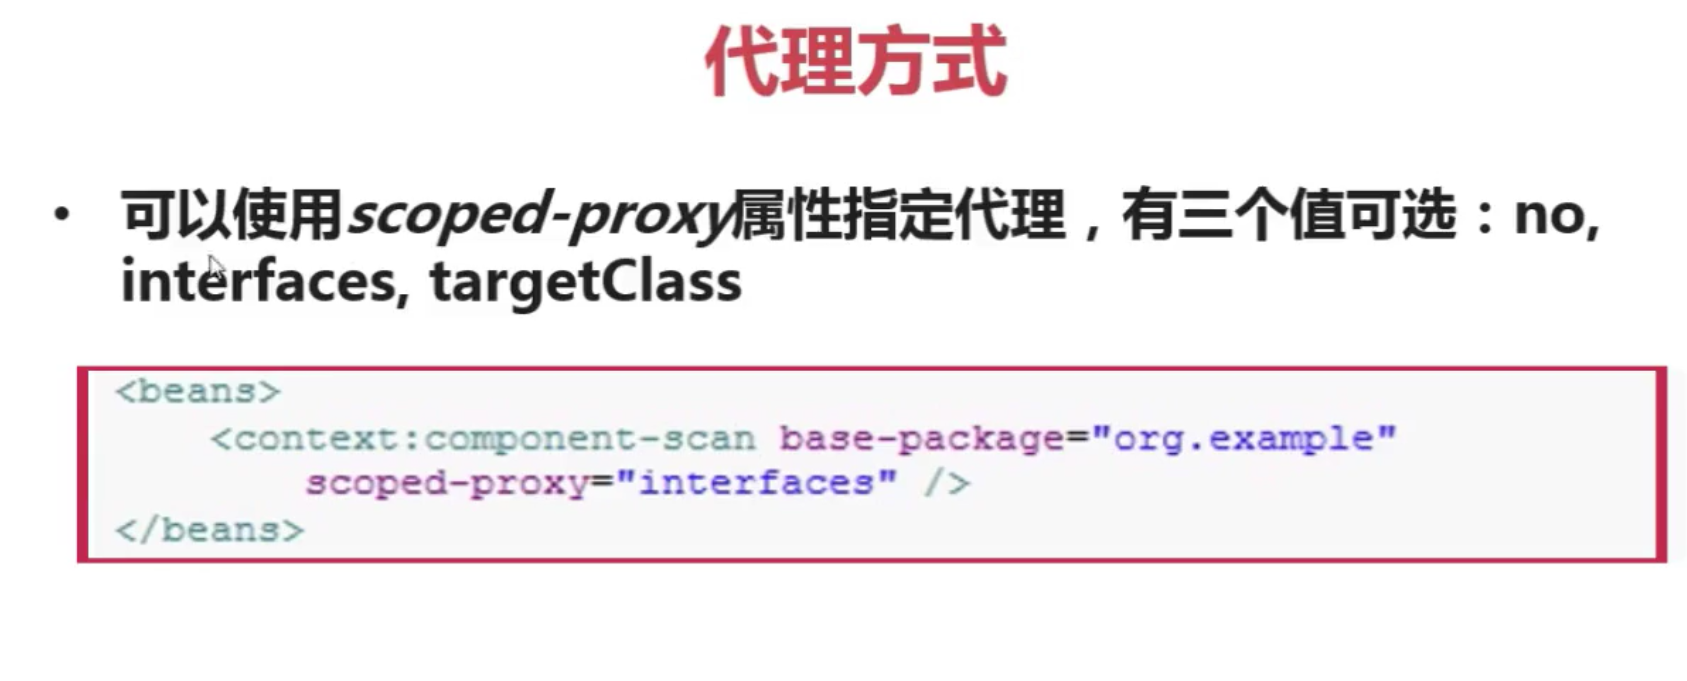 代理方式
• 可以使用scoped-proxy属性指定代理，有三个值可选：no,
interfaces, targetClass
<beans>
<context:component-scan base-package="org.example"
scoped-proxy="interfaces" />
</beans>